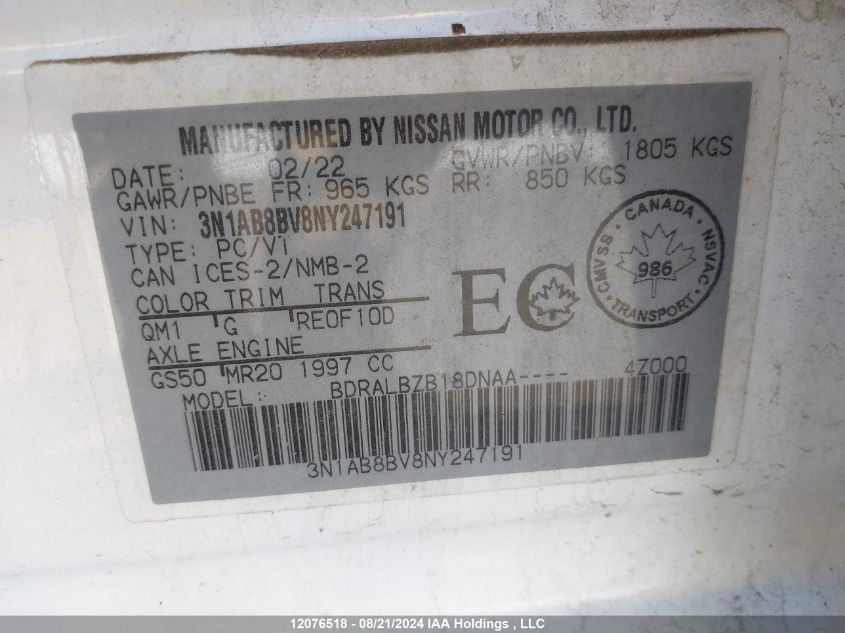 MANUFACTURED BY NISSAN MOTOR CO., LTD.
DATE: 02/22 GVWR/PNBV: 1805 KGS
GAWR/PNBE FR: 965 KGS RR: 850 KGS
VIN: 3N1AB8BV8NY247191
TYPE: PC/VT
CAN ICES-2/NMB-2
COLOR TRIM TRANS
QM1 G RE0F10D
AXLE ENGINE
GS50 MR20 1997 CC
MODEL: BDRALBZB18DNAA---- 4Z000
3N1AB8BV8NY247191
EC
CANADA
CMVSS NSVAC
986
TRANSPORT
12076518 - 08/21/2024 IAA Holdings , LLC